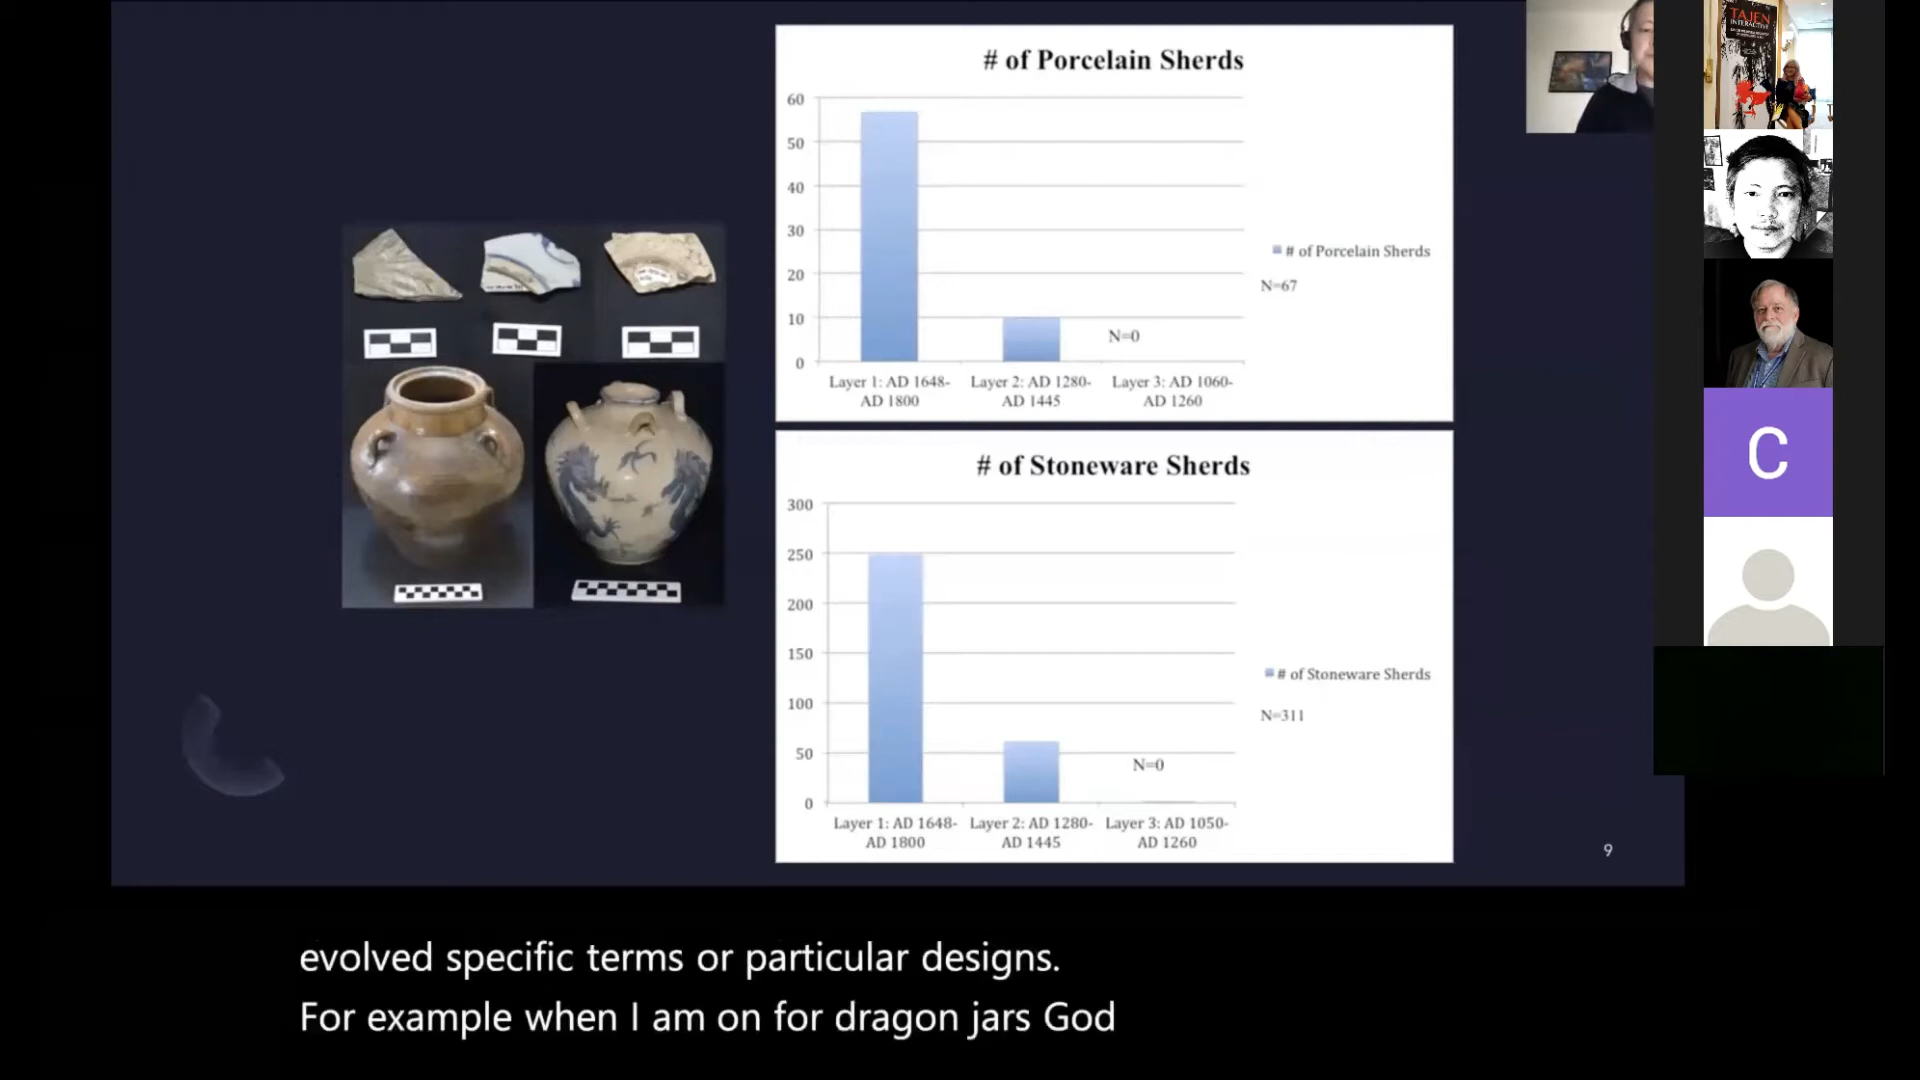 # of Porcelain Sherds
60
50
40
30
20
10
0
N=0
Layer 1: AD 1648-
AD 1800
Layer 2: AD 1280-
AD 1445
Layer 3: AD 1060-
AD 1260
# of Porcelain Sherds
N=67
# of Stoneware Sherds
300
250
200
150
100
50
0
N=0
Layer 1: AD 1648-
AD 1800
Layer 2: AD 1280-
AD 1445
Layer 3: AD 1050-
AD 1260
# of Stoneware Sherds
N=311
9
TAJEN
INTERACTIVE
C
evolved specific terms or particular designs.
For example when I am on for dragon jars God